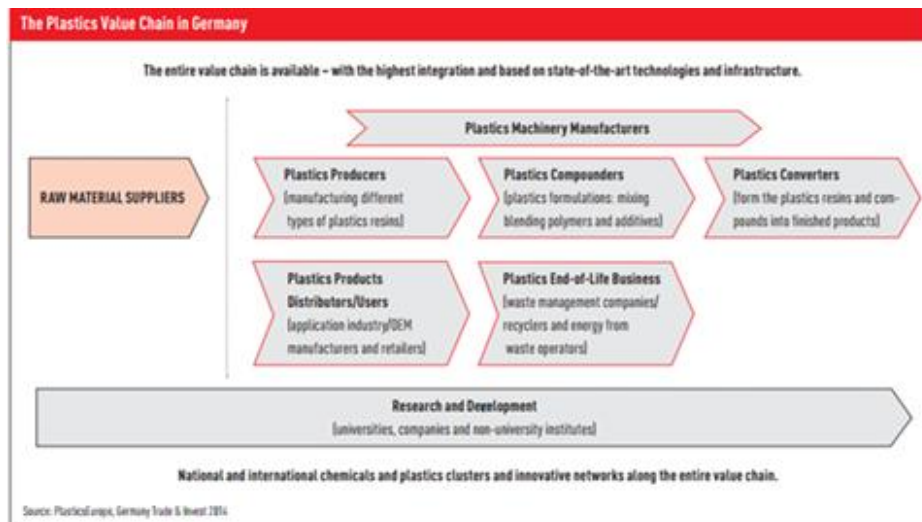 The Plastics Value Chain in Germany
The entire value chain is available – with the highest integration and based on state-of-the-art technologies and infrastructure.
Plastics Machinery Manufacturers
RAW MATERIAL SUPPLIERS
Plastics Producers
(manufacturing different
types of plastics resins)
Plastics Compounders
(plastics formulations: mixing
blending polymers and additives)
Plastics Converters
(form the plastics resins and com-
pounds into finished products)
Plastics Products
Distributors/Users
(application industry/OEM
manufacturers and retailers)
Plastics End-of-Life Business
(waste management companies/
recyclers and energy from
waste operators)
Research and Development
(universities, companies and non-university institutes)
National and international chemicals and plastics clusters and innovative networks along the entire value chain.
Source: PlasticsEurope, Germany Trade & Invest 2014